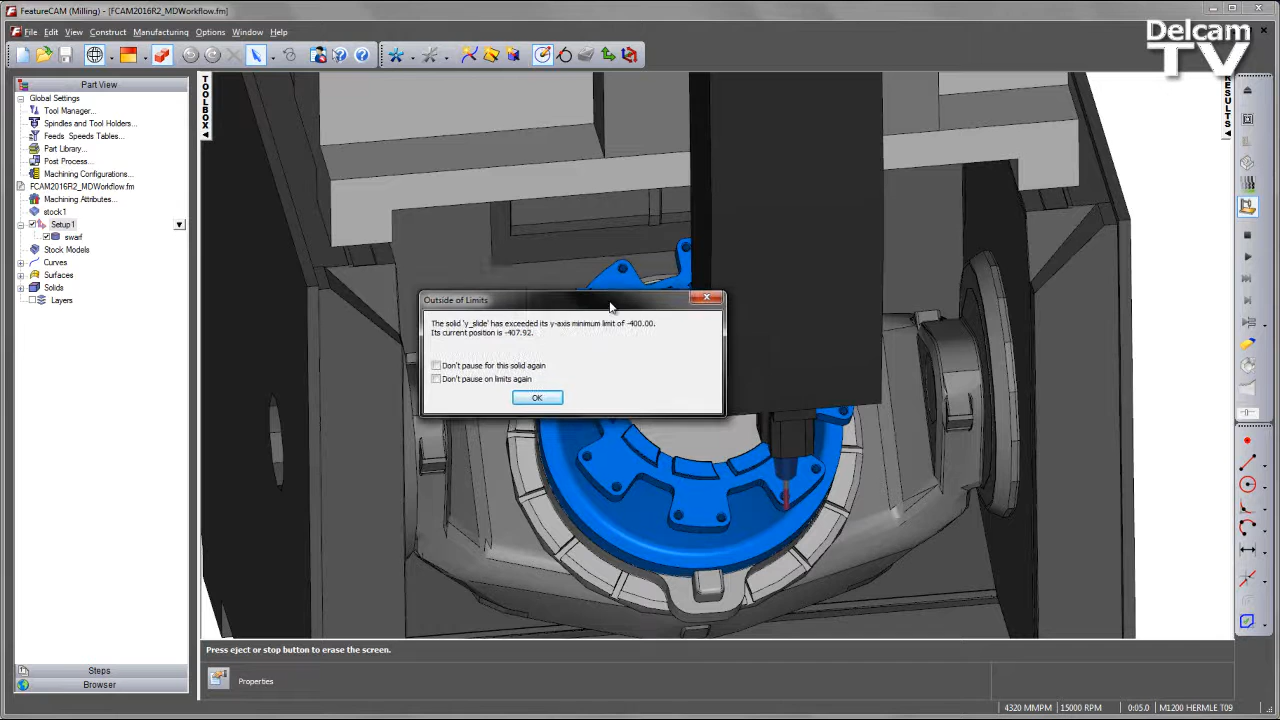 FeatureCAM (Milling) - [FCAM2016R2_MDWorkflow.fm]
File Edit View Construct Manufacturing Options Window Help
Delcam
TV
Part View
Global Settings
Tool Manager...
Spindles and Tool Holders...
Feeds Speeds Tables...
Part Library...
Post Process...
Machining Configurations...
FCAM2016R2_MDWorkflow.fm
Machining Attributes...
stock1
Setup1
swarf
Stock Models
Curves
Surfaces
Solids
Layers
Steps
Browser
TOOLBOX
RESULTS
Outside of Limits
The solid 'y_slide' has exceeded its y-axis minimum limit of -400.00.
Its current position is -407.92.
Don't pause for this solid again
Don't pause on limits again
OK
Press eject or stop button to erase the screen.
Properties
4320 MMPM 15000 RPM 0:05.0 M1200 HERMLE T09